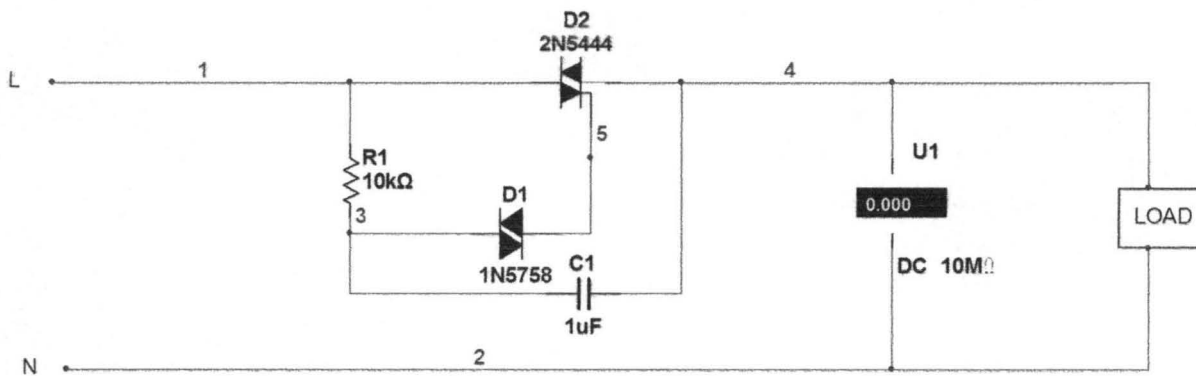 D2
2N5444
L
1
4
5
U1
R1
10kΩ
D1
0.000
LOAD
3
1N5758
C1
DC 10MΩ
1uF
N
2